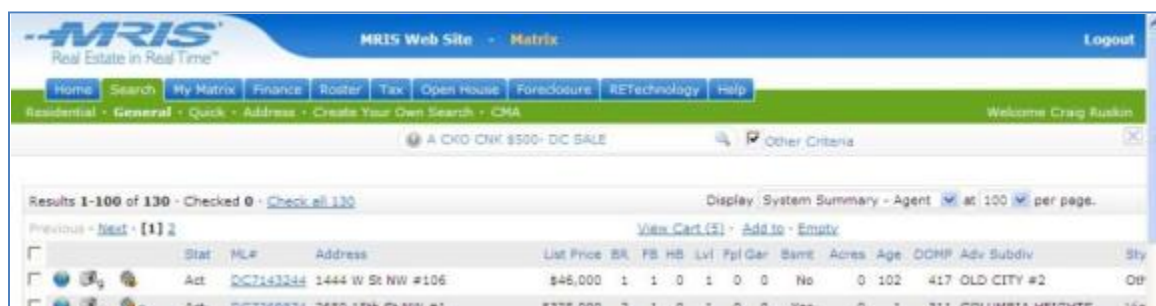 MRIS
Real Estate in Real Time™
MRIS Web Site - Matrix
Logout
Home Search My Matrix Finance Roster Tax Open House Foreclosure RETechnology Help
Residential · General · Quick · Address · Create Your Own Search · CMA
Welcome Craig Ruskin
A CKO CNK $500- DC SALE
Other Criteria
Results 1-100 of 130 · Checked 0 · Check all 130
Display System Summary - Agent at 100 per page.
Previous · Next · [1] 2
View Cart (5) · Add to · Empty
Stat ML# Address List Price BR FB HB Lvl Fpl Gar Bsmt Acres Age DOMP Adv Subdiv Sty
Act DC7143244 1444 W St NW #106 $46,000 1 1 0 1 0 0 No 0 102 417 OLD CITY #2 Oth